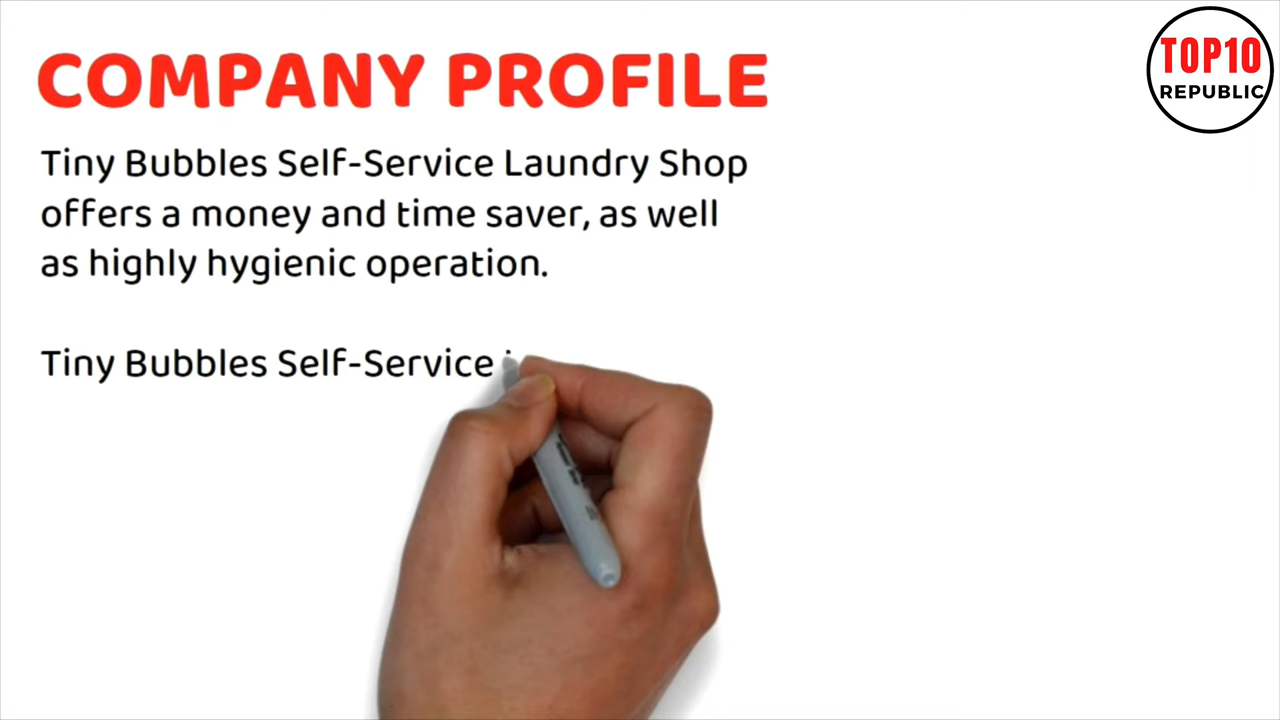 COMPANY PROFILE
TOP10
REPUBLIC
Tiny Bubbles Self-Service Laundry Shop
offers a money and time saver, as well
as highly hygienic operation.
Tiny Bubbles Self-Service